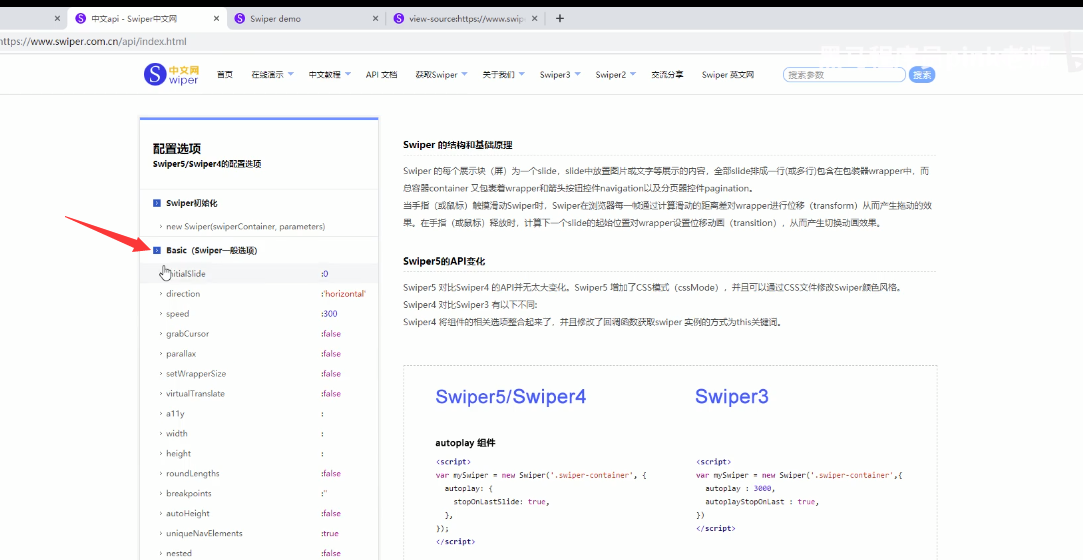 中文api - Swiper中文网
Swiper demo
view-source:https://www.swip
https://www.swiper.com.cn/api/index.html
S 中文网 wiper
首页 在线演示 中文教程 API 文档 获取Swiper 关于我们 Swiper3 Swiper2 交流分享 Swiper 英文网 搜索参数 搜索
配置选项
Swiper5/Swiper4的配置选项
Swiper初始化
new Swiper(swiperContainer, parameters)
Basic（Swiper一般选项）
initialSlide :0
direction :'horizontal'
speed :300
grabCursor :false
parallax :false
setWrapperSize :false
virtualTranslate :false
a11y :
width :
height :
roundLengths :false
breakpoints :''
autoHeight :false
uniqueNavElements :true
nested :false
Swiper 的结构和基础原理
Swiper 的每个展示块（屏）为一个slide，slide中放置图片或文字等展示的内容，全部slide排成一行(或多行)包含在包装器wrapper中，而
总容器container 又包裹着wrapper和箭头按钮控件navigation以及分页器控件pagination。
当手指（或鼠标）触摸滑动Swiper时，Swiper在浏览器每一帧通过计算滑动的距离差对wrapper进行位移（transform）从而产生拖动的效
果。在手指（或鼠标）释放时，计算下一个slide的起始位置对wrapper设置位移动画（transition），从而产生切换动画效果。
Swiper5的API变化
Swiper5 对比Swiper4 的API并无太大变化。Swiper5 增加了CSS模式（cssMode），并且可以通过CSS文件修改Swiper颜色风格。
Swiper4 对比Swiper3 有以下不同:
Swiper4 将组件的相关选项整合起来了，并且修改了回调函数获取swiper 实例的方式为this关键词。
Swiper5/Swiper4
autoplay 组件
<script>
var mySwiper = new Swiper('.swiper-container', {
autoplay: {
stopOnLastSlide: true,
},
});
</script>
Swiper3
<script>
var mySwiper = new Swiper('.swiper-container',{
autoplay : 3000,
autoplayStopOnLast : true,
})
</script>